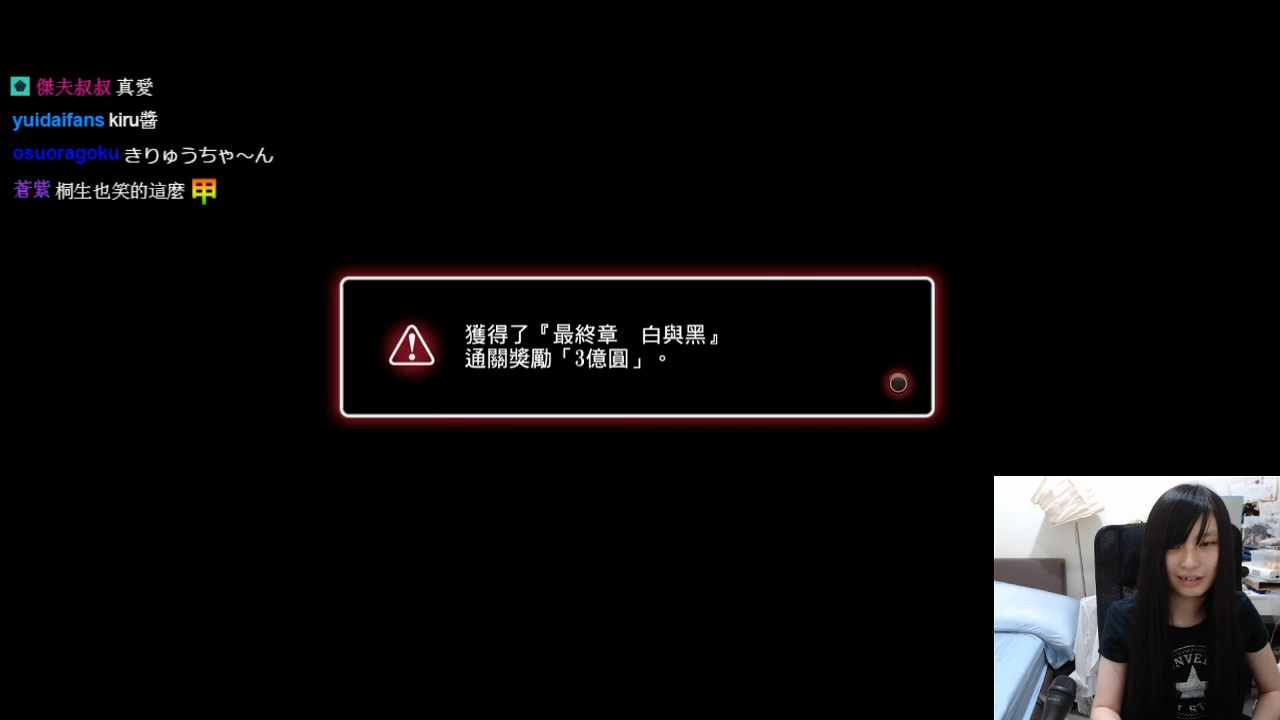 傑夫叔叔 真愛
yuidaifans kiru醬
osuoragoku きりゅうちゃ～ん
蒼紫 桐生也笑的這麼 甲
獲得了『最終章　白與黑』
通關獎勵「3億圓」。